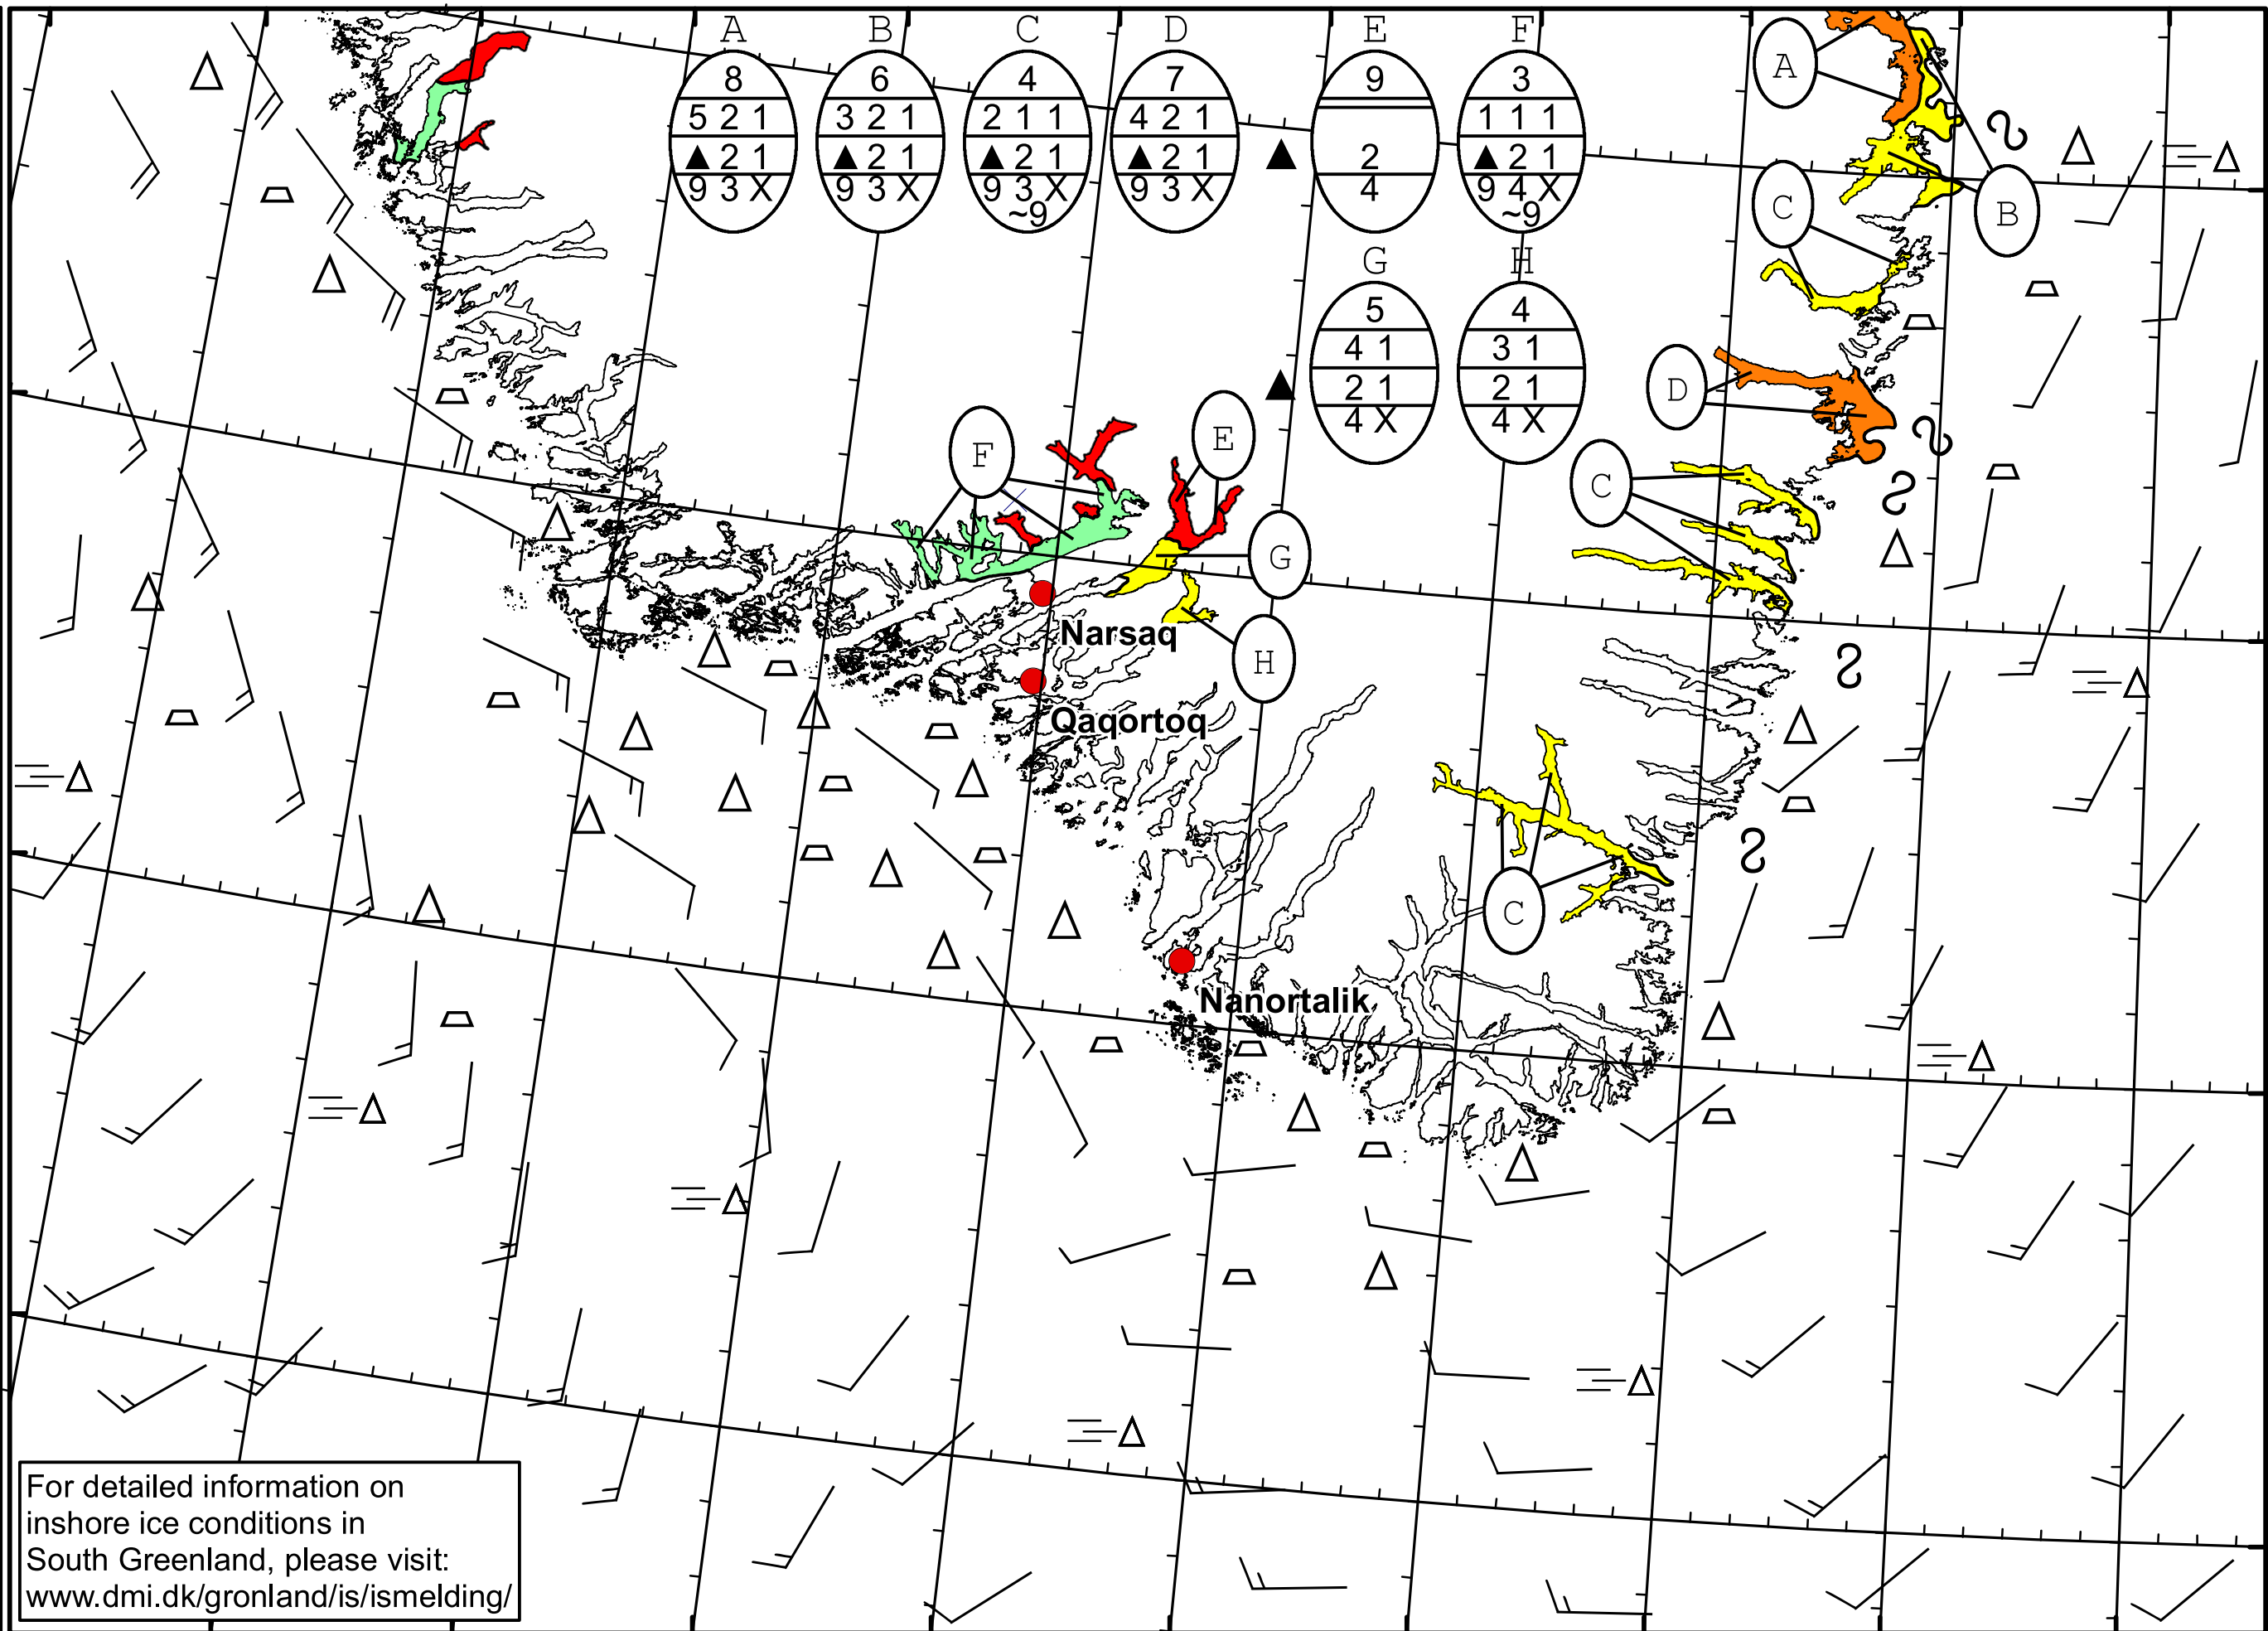 A B C D E F
8 6 4 7 9 3
5 2 1 3 2 1 2 1 1 4 2 1 1 1 1
▲ 2 1 ▲ 2 1 ▲ 2 1 ▲ 2 1 ▲ 2 ▲ 2 1
9 3 X 9 3 X 9 3 X 9 3 X 4 9 4 X
~9 ~9
G H
5 4
4 1 3 1
▲ 2 1 2 1
4 X 4 X
A
C
B
D
C
F
E
G
H
C
Narsaq
Qaqortoq
Nanortalik
For detailed information on
inshore ice conditions in
South Greenland, please visit:
www.dmi.dk/gronland/is/ismelding/